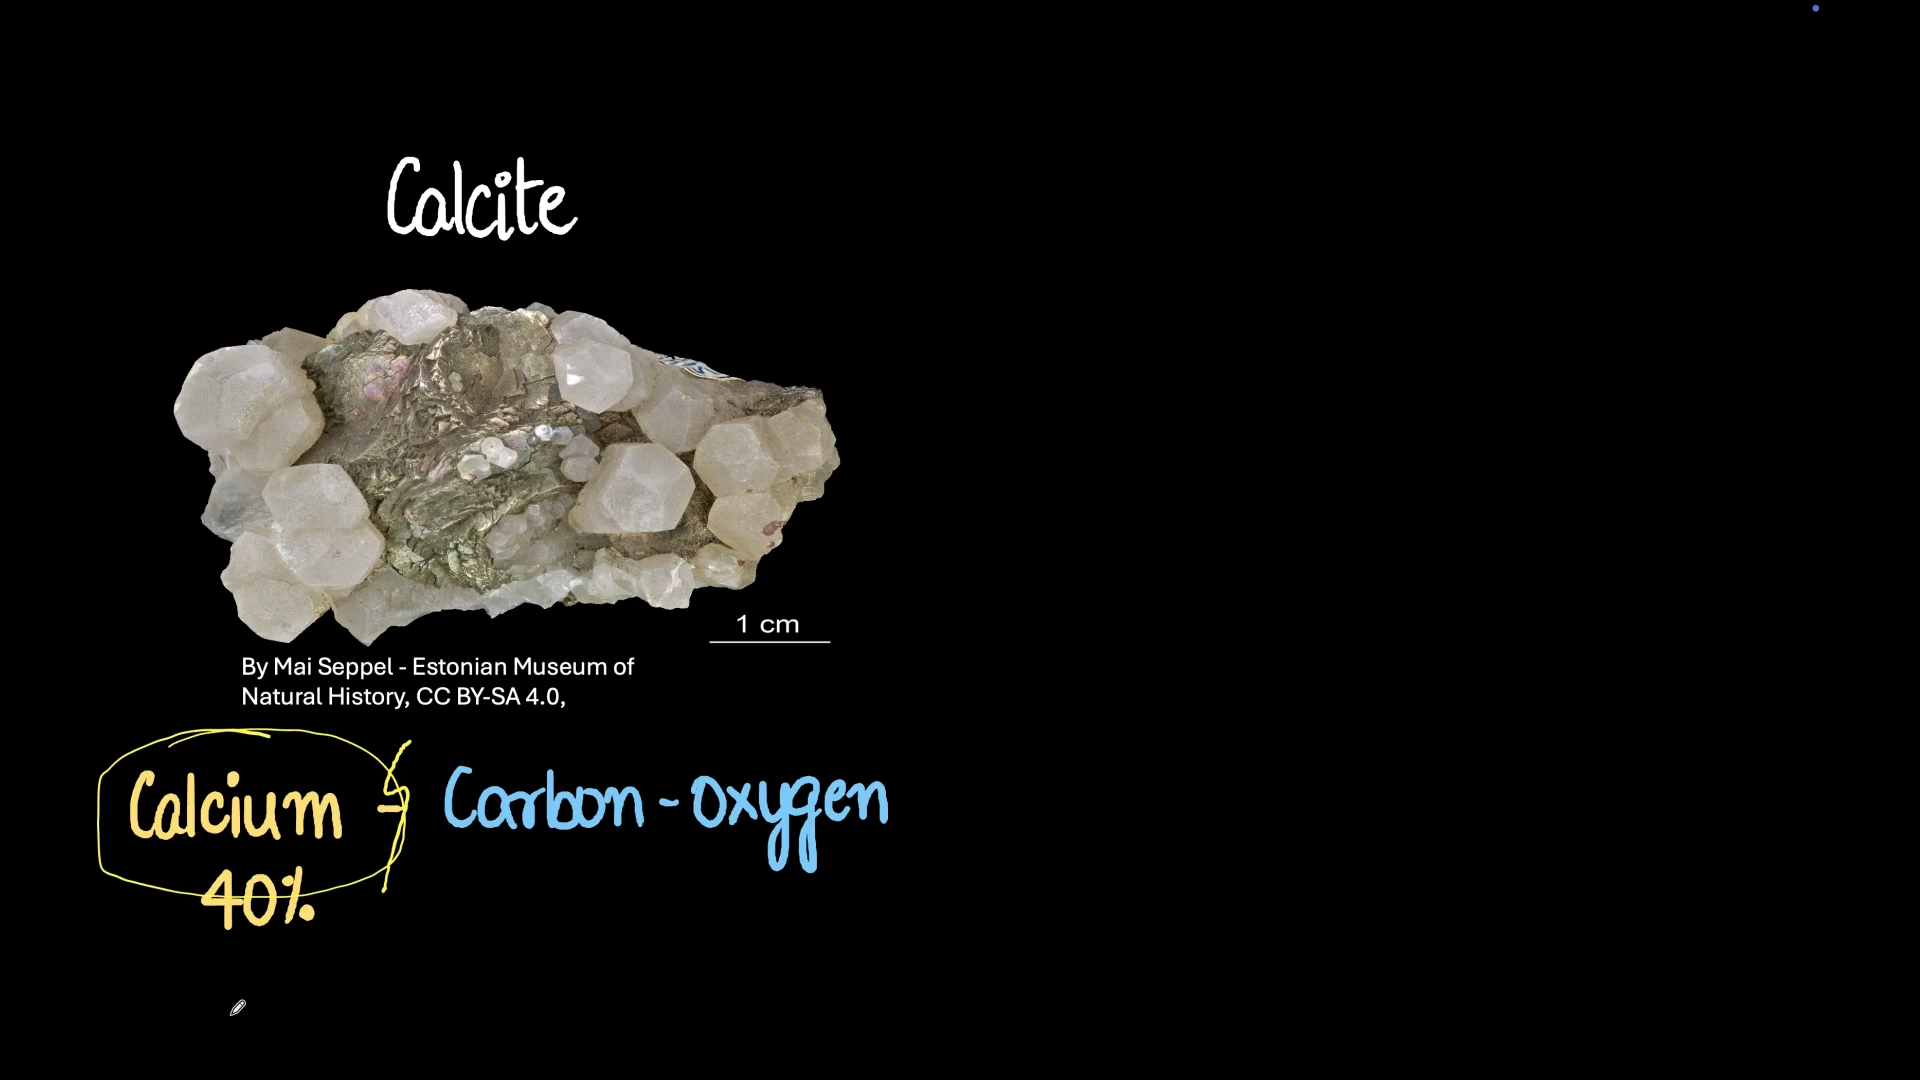 Calcite
1 cm
By Mai Seppel - Estonian Museum of
Natural History, CC BY-SA 4.0,
Calcium - Carbon - Oxygen
40%